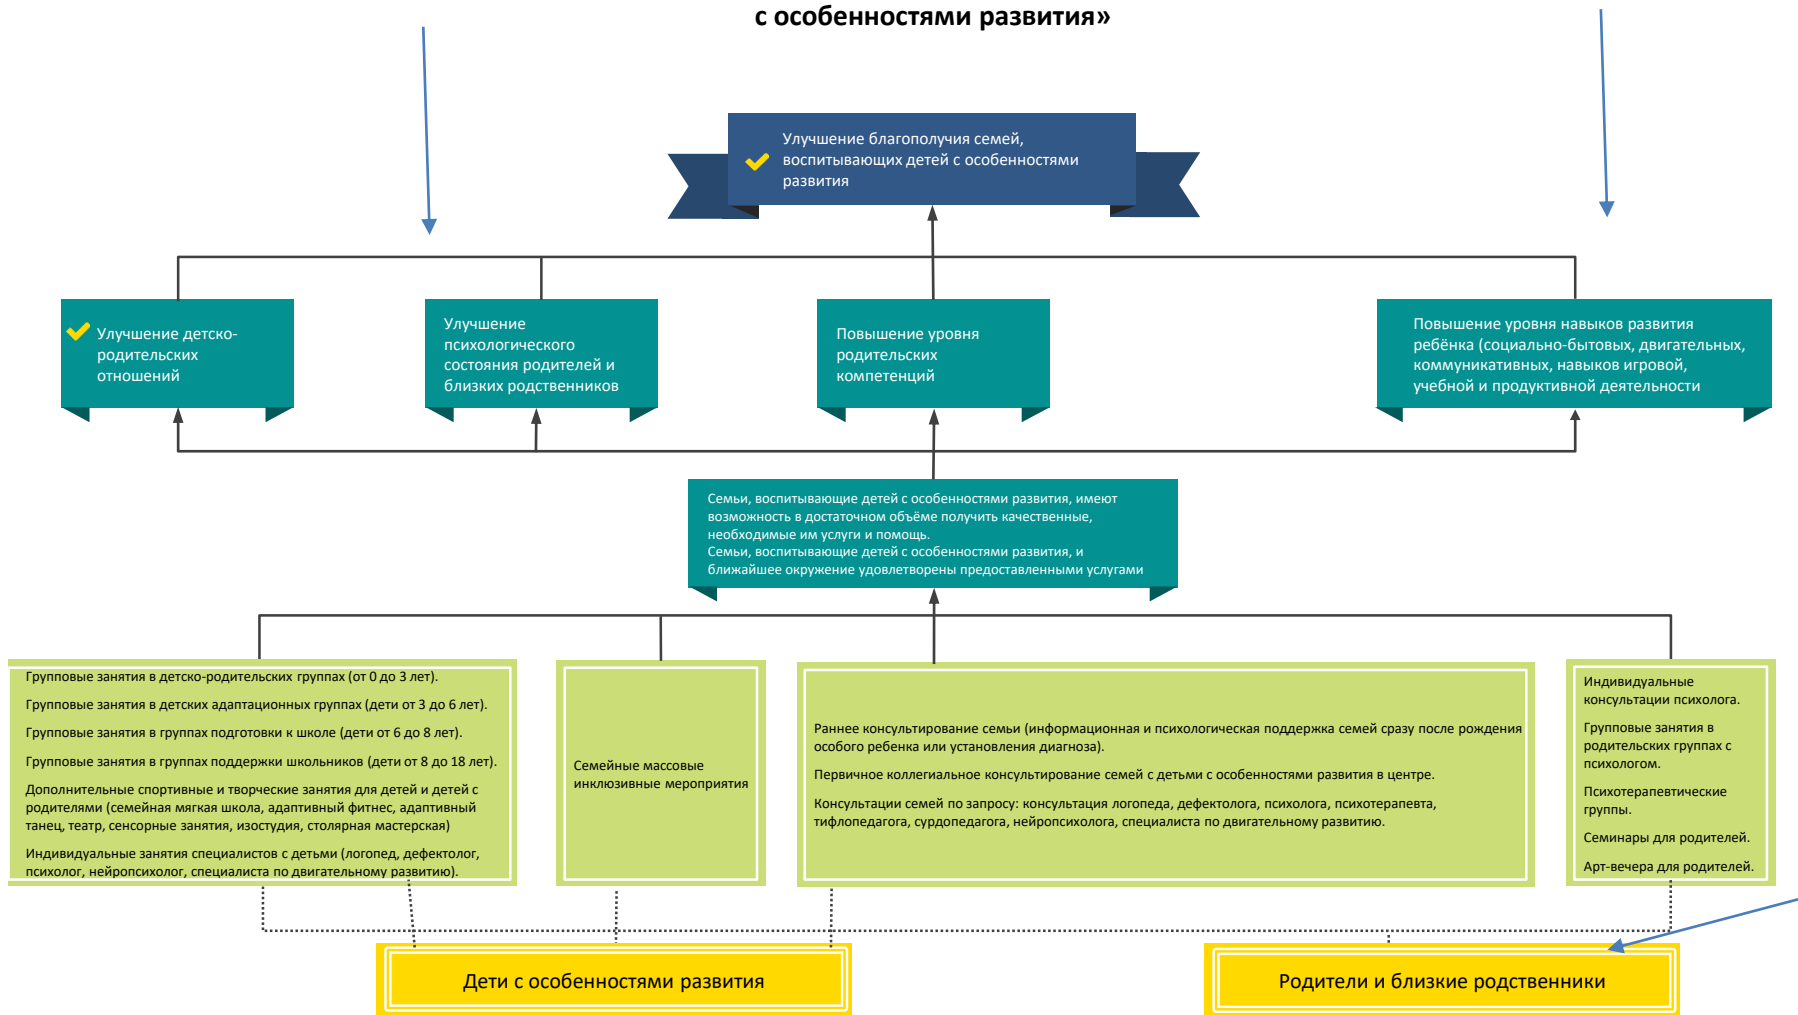 с особенностями развития»
Улучшение благополучия семей,
воспитывающих детей с особенностями
развития
Улучшение детско-
родительских
отношений
Улучшение
психологического
состояния родителей и
близких родственников
Повышение уровня
родительских
компетенций
Повышение уровня навыков развития
ребёнка (социально-бытовых, двигательных,
коммуникативных, навыков игровой,
учебной и продуктивной деятельности
Семьи, воспитывающие детей с особенностями развития, имеют
возможность в достаточном объёме получить качественные,
необходимые им услуги и помощь.
Семьи, воспитывающие детей с особенностями развития, и
ближайшее окружение удовлетворены предоставленными услугами
Групповые занятия в детско-родительских группах (от 0 до 3 лет).
Групповые занятия в детских адаптационных группах (дети от 3 до 6 лет).
Групповые занятия в группах подготовки к школе (дети от 6 до 8 лет).
Групповые занятия в группах поддержки школьников (дети от 8 до 18 лет).
Дополнительные спортивные и творческие занятия для детей и детей с
родителями (семейная мягкая школа, адаптивный фитнес, адаптивный
танец, театр, сенсорные занятия, изостудия, столярная мастерская)
Индивидуальные занятия специалистов с детьми (логопед, дефектолог,
психолог, нейропсихолог, специалиста по двигательному развитию).
Семейные массовые
инклюзивные мероприятия
Раннее консультирование семьи (информационная и психологическая поддержка семей сразу после рождения
особого ребенка или установления диагноза).
Первичное коллегиальное консультирование семей с детьми с особенностями развития в центре.
Консультации семей по запросу: консультация логопеда, дефектолога, психолога, психотерапевта,
тифлопедагога, сурдопедагога, нейропсихолога, специалиста по двигательному развитию.
Индивидуальные
консультации психолога.
Групповые занятия в
родительских группах с
психологом.
Психотерапевтические
группы.
Семинары для родителей.
Арт-вечера для родителей.
Дети с особенностями развития
Родители и близкие родственники